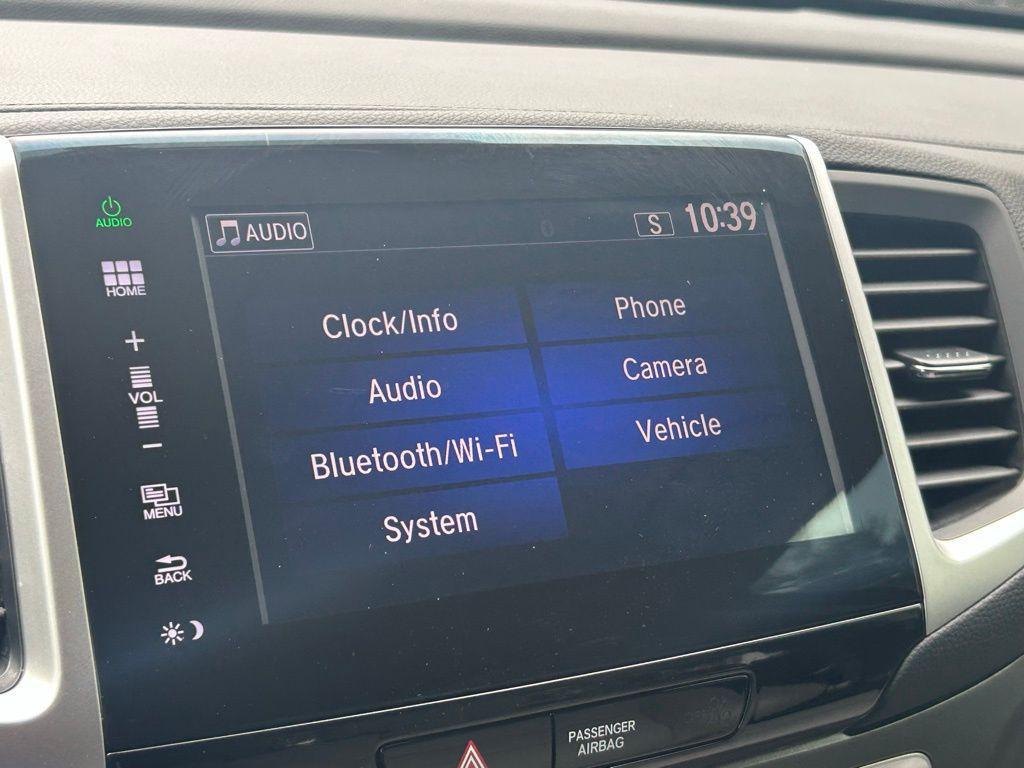 AUDIO
HOME
+
VOL
−
MENU
BACK
AUDIO
S 10:39
Clock/Info
Phone
Audio
Camera
Bluetooth/Wi-Fi
Vehicle
System
PASSENGER
AIRBAG